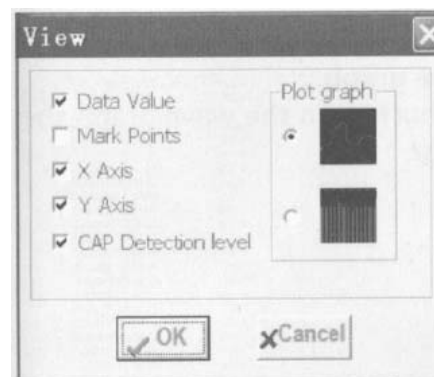 View
Data Value
Mark Points
X Axis
Y Axis
CAP Detection level
Plot graph
OK
Cancel